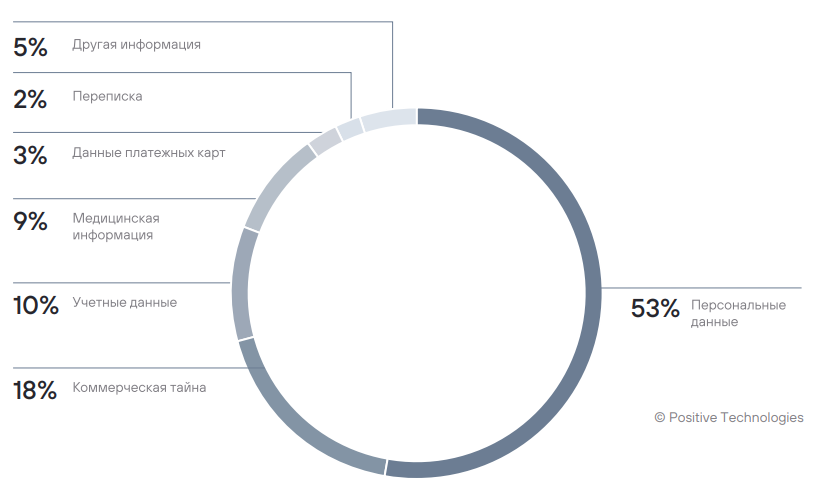 5% Другая информация
2% Переписка
3% Данные платежных карт
9% Медицинская
информация
10% Учетные данные
53% Персональные
данные
18% Коммерческая тайна
© Positive Technologies